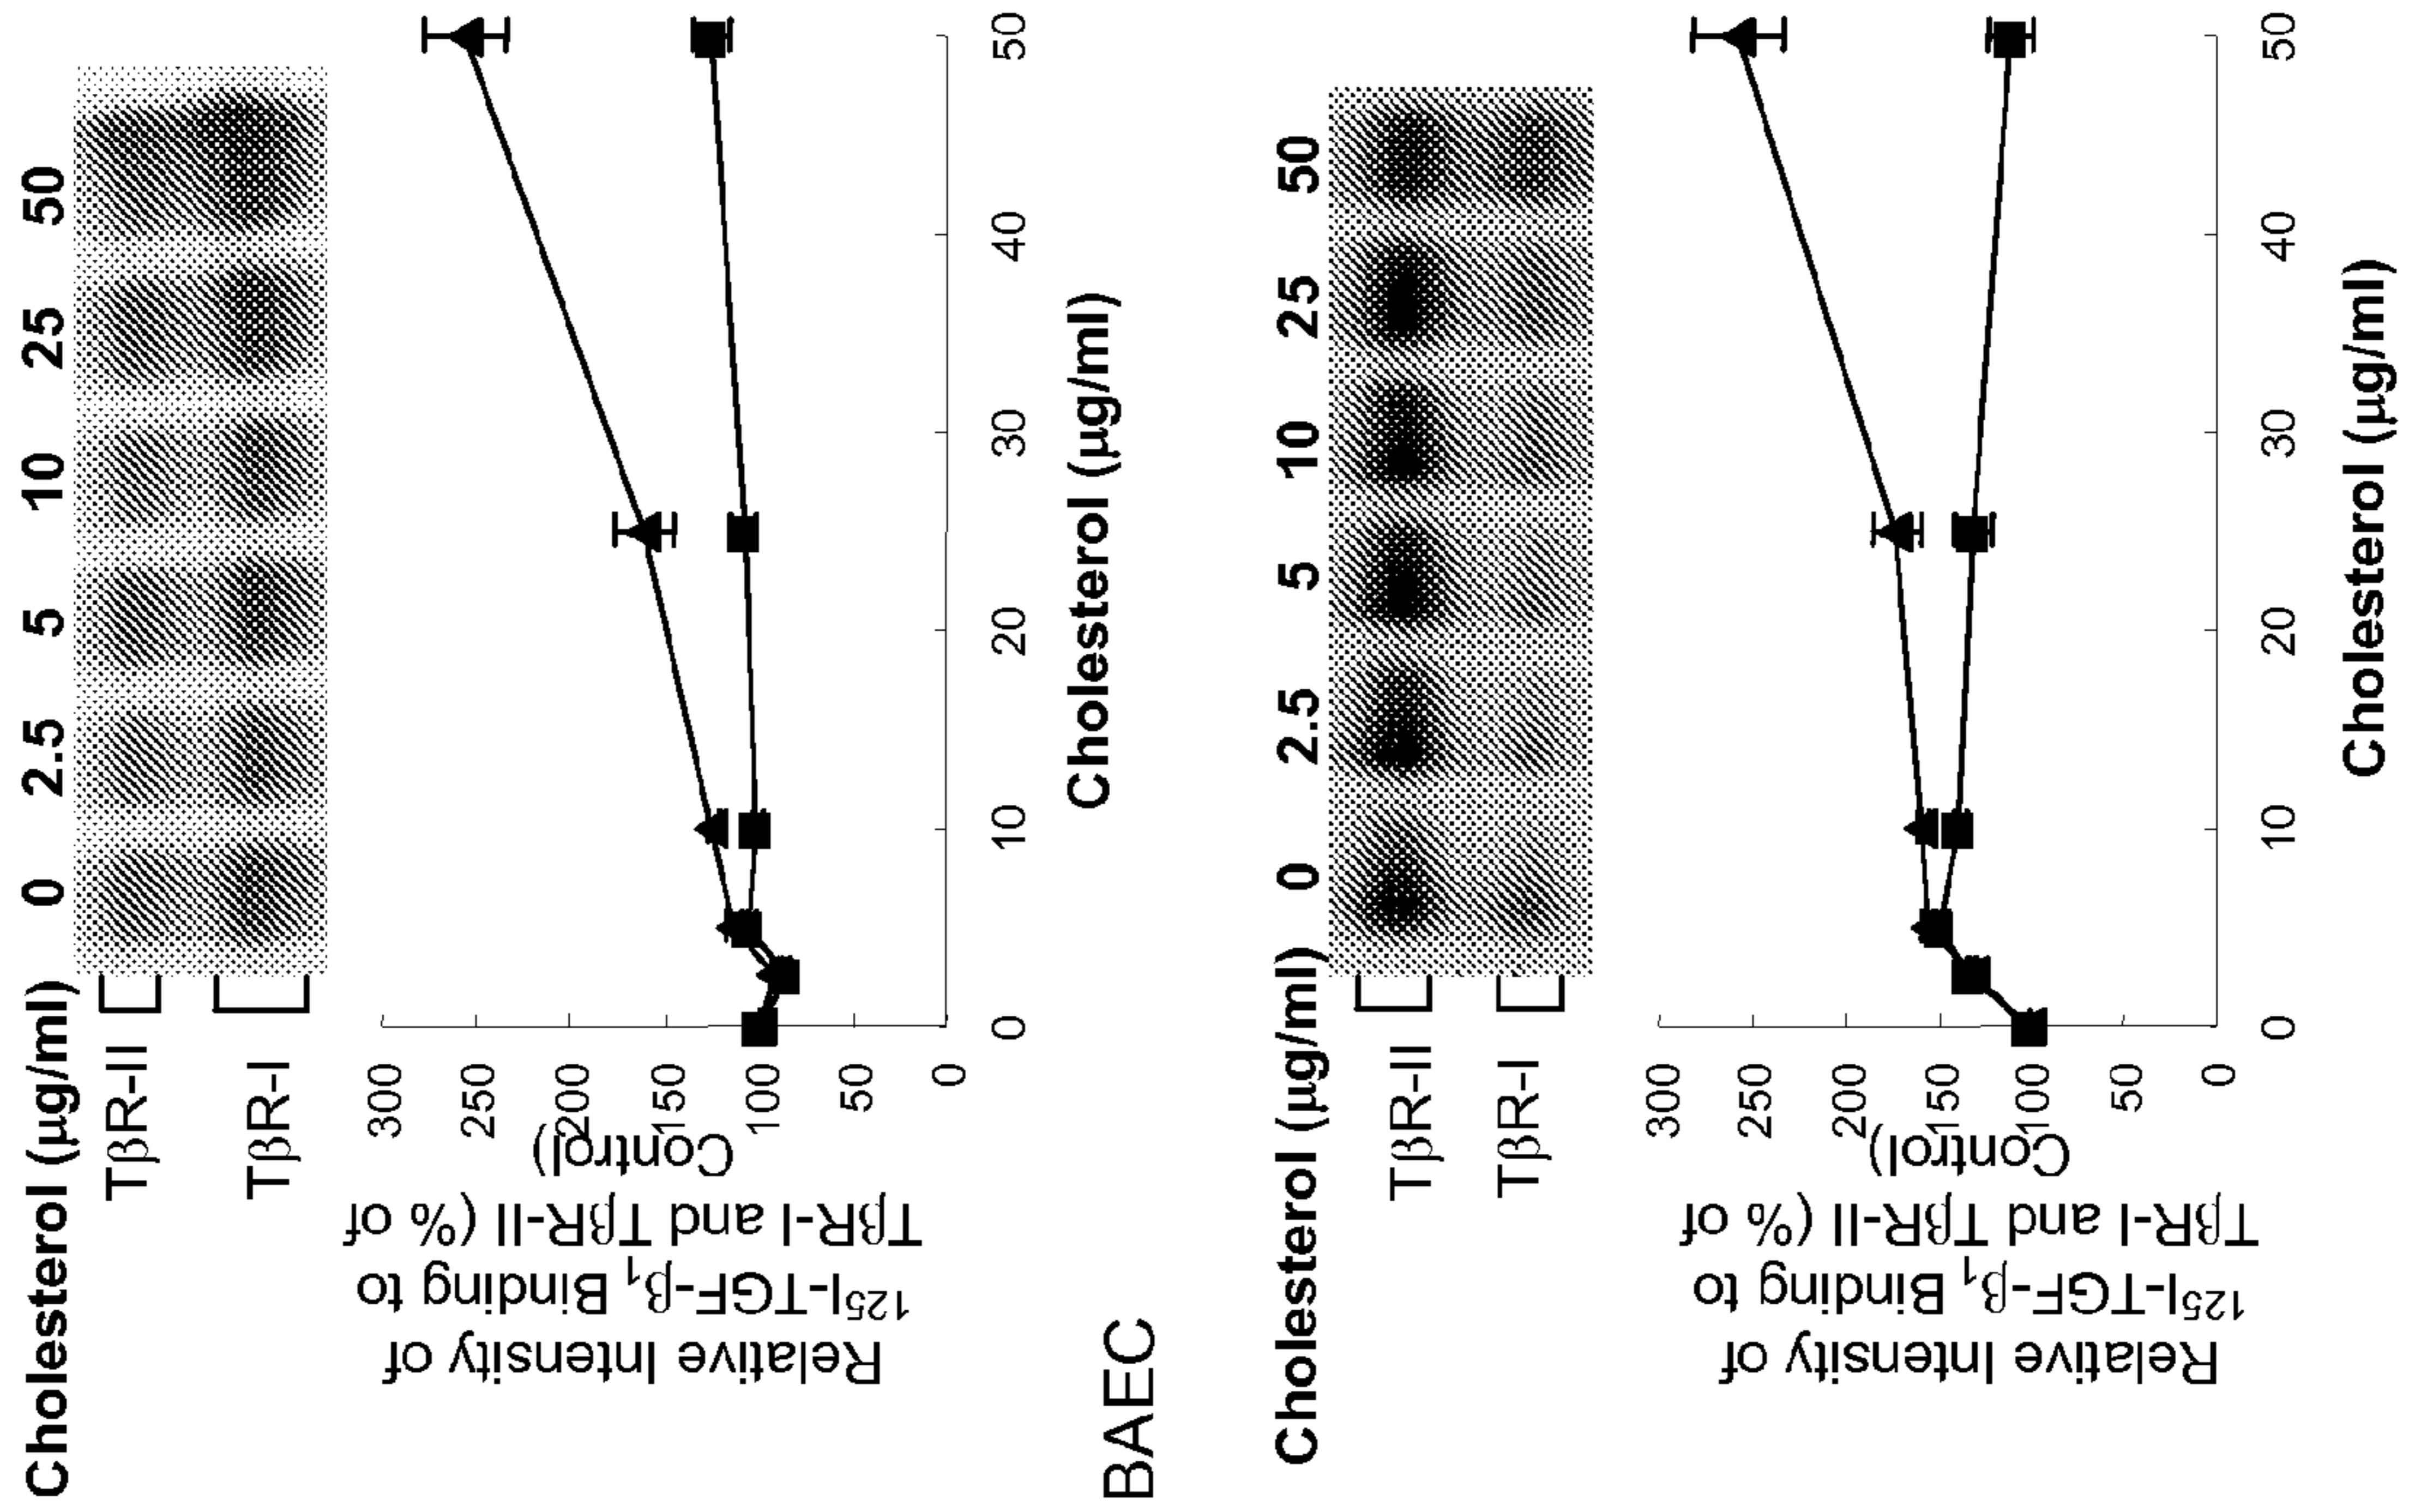 Cholesterol (µg/ml) 0 2.5 5 10 25 50
TβR-II
TβR-I
300
250
200
150
100
50
0
Relative Intensity of
¹²⁵I-TGF-β₁ Binding to
TβR-I and TβR-II (% of
Control)
0 10 20 30 40 50
Cholesterol (µg/ml)
BAEC
Cholesterol (µg/ml) 0 2.5 5 10 25 50
TβR-II
TβR-I
300
250
200
150
100
50
0
Relative Intensity of
¹²⁵I-TGF-β₁ Binding to
TβR-I and TβR-II (% of
Control)
0 10 20 30 40 50
Cholesterol (µg/ml)